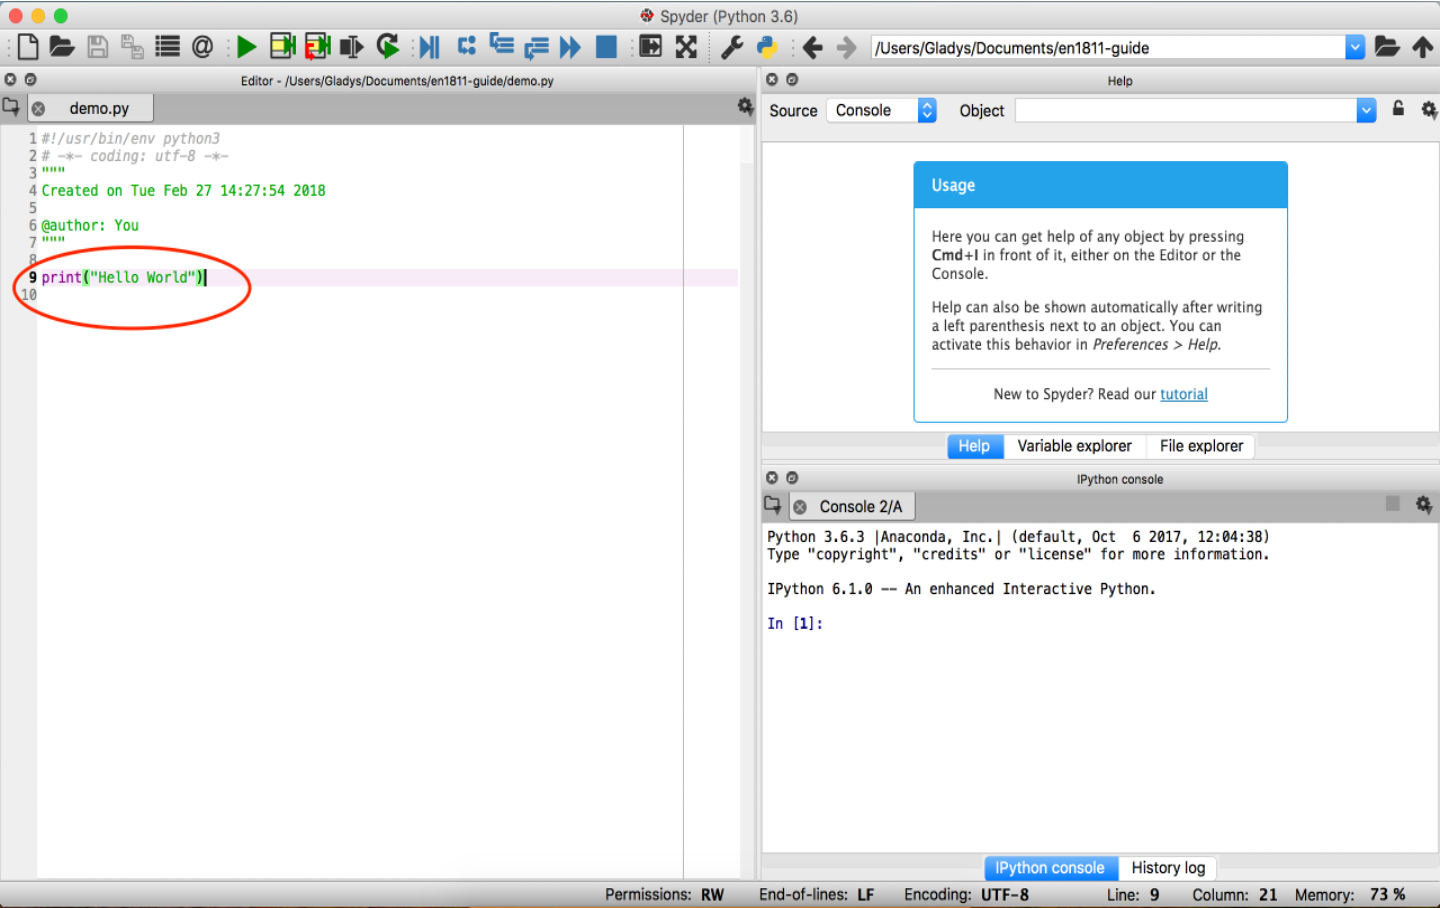 Spyder (Python 3.6)
/Users/Gladys/Documents/en1811-guide
Editor - /Users/Gladys/Documents/en1811-guide/demo.py
demo.py
1 #!/usr/bin/env python3
2 # -*- coding: utf-8 -*-
3 """
4 Created on Tue Feb 27 14:27:54 2018
5
6 @author: You
7 """
8
9 print("Hello World")
10
Help
Source Console Object
Usage
Here you can get help of any object by pressing
Cmd+I in front of it, either on the Editor or the
Console.
Help can also be shown automatically after writing
a left parenthesis next to an object. You can
activate this behavior in Preferences > Help.
New to Spyder? Read our tutorial
Help Variable explorer File explorer
IPython console
Console 2/A
Python 3.6.3 |Anaconda, Inc.| (default, Oct  6 2017, 12:04:38)
Type "copyright", "credits" or "license" for more information.
IPython 6.1.0 -- An enhanced Interactive Python.
In [1]:
IPython console History log
Permissions: RW End-of-lines: LF Encoding: UTF-8 Line: 9 Column: 21 Memory: 73 %